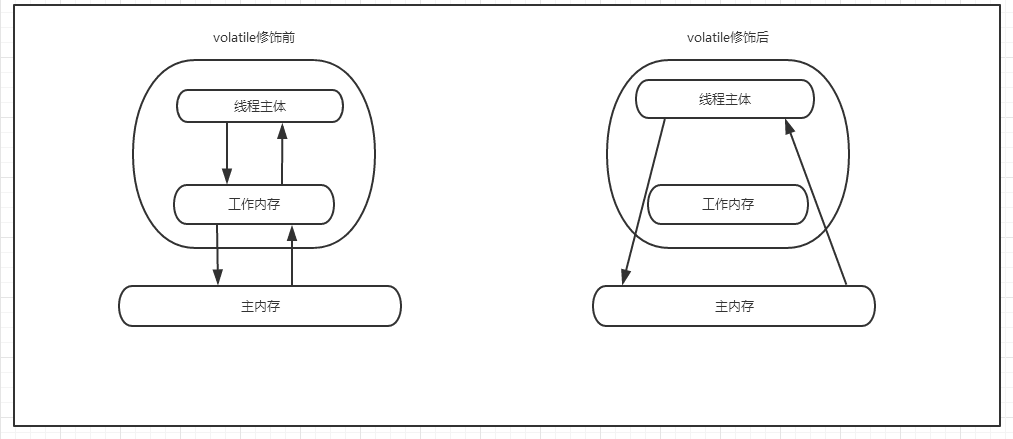 volatile修饰前
线程主体
工作内存
主内存
volatile修饰后
线程主体
工作内存
主内存